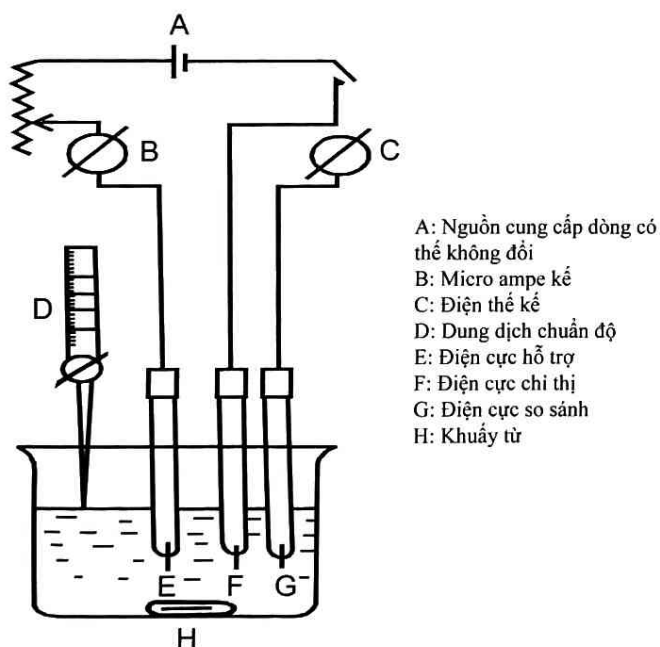 A
B
C
D
A: Nguồn cung cấp dòng có
thế không đổi
B: Micro ampe kế
C: Điện thế kế
D: Dung dịch chuẩn độ
E: Điện cực hỗ trợ
F: Điện cực chỉ thị
G: Điện cực so sánh
H: Khuấy từ
E
F
G
H